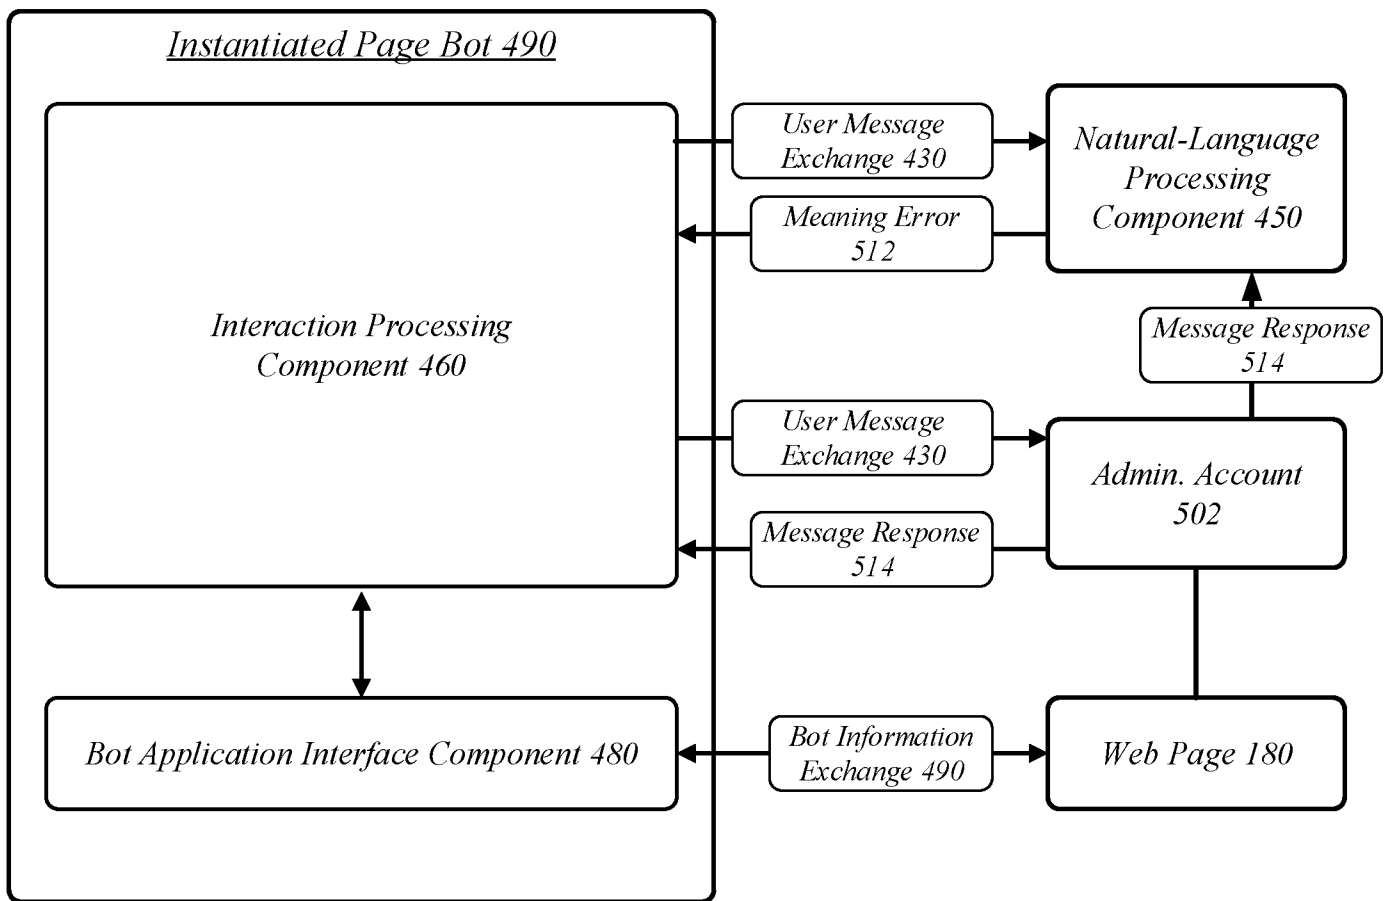 Instantiated Page Bot 490
User Message
Exchange 430
Natural-Language
Processing
Component 450
Meaning Error
512
Interaction Processing
Component 460
Message Response
514
User Message
Exchange 430
Admin. Account
502
Message Response
514
Bot Application Interface Component 480
Bot Information
Exchange 490
Web Page 180